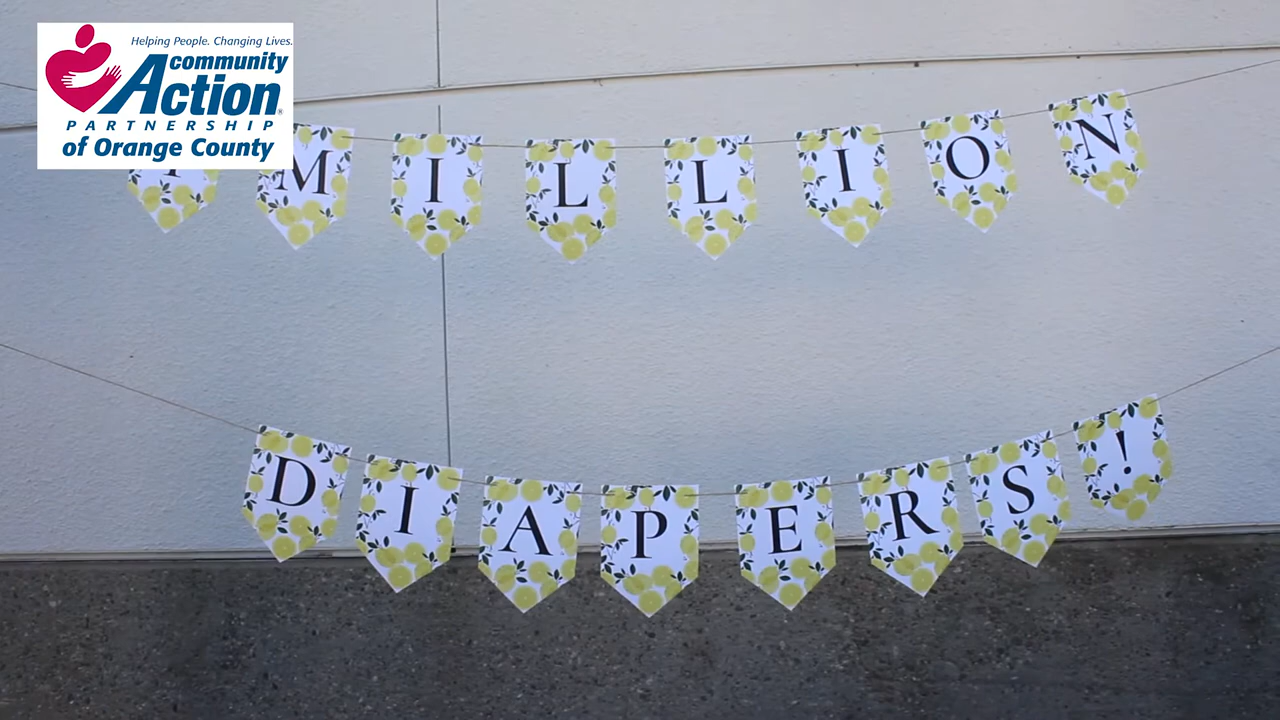 Helping People. Changing Lives.
community
Action
PARTNERSHIP
of Orange County
MILLION
DIAPERS!